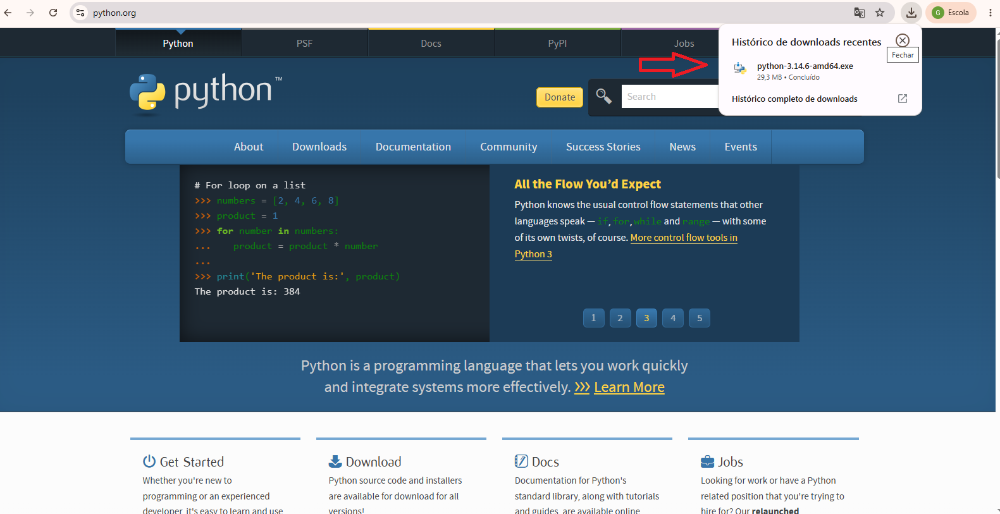 python.org
Escola
G
Python
PSF
Docs
PyPI
Jobs
Histórico de downloads recentes
Fechar
python-3.14.6-amd64.exe
29,3 MB • Concluído
Histórico completo de downloads
python™
Donate
Search
About
Downloads
Documentation
Community
Success Stories
News
Events
# For loop on a list
>>> numbers = [2, 4, 6, 8]
>>> product = 1
>>> for number in numbers:
...    product = product * number
...
>>> print('The product is:', product)
The product is: 384
All the Flow You’d Expect
Python knows the usual control flow statements that other
languages speak — if, for, while and range — with some
of its own twists, of course. More control flow tools in
Python 3
1
2
3
4
5
Python is a programming language that lets you work quickly
and integrate systems more effectively. >>> Learn More
Get Started
Whether you're new to
programming or an experienced
developer, it's easy to learn and use
Download
Python source code and installers
are available for download for all
versions!
Docs
Documentation for Python's
standard library, along with tutorials
and guides, are available online.
Jobs
Looking for work or have a Python
related position that you're trying to
hire for? Our relaunched